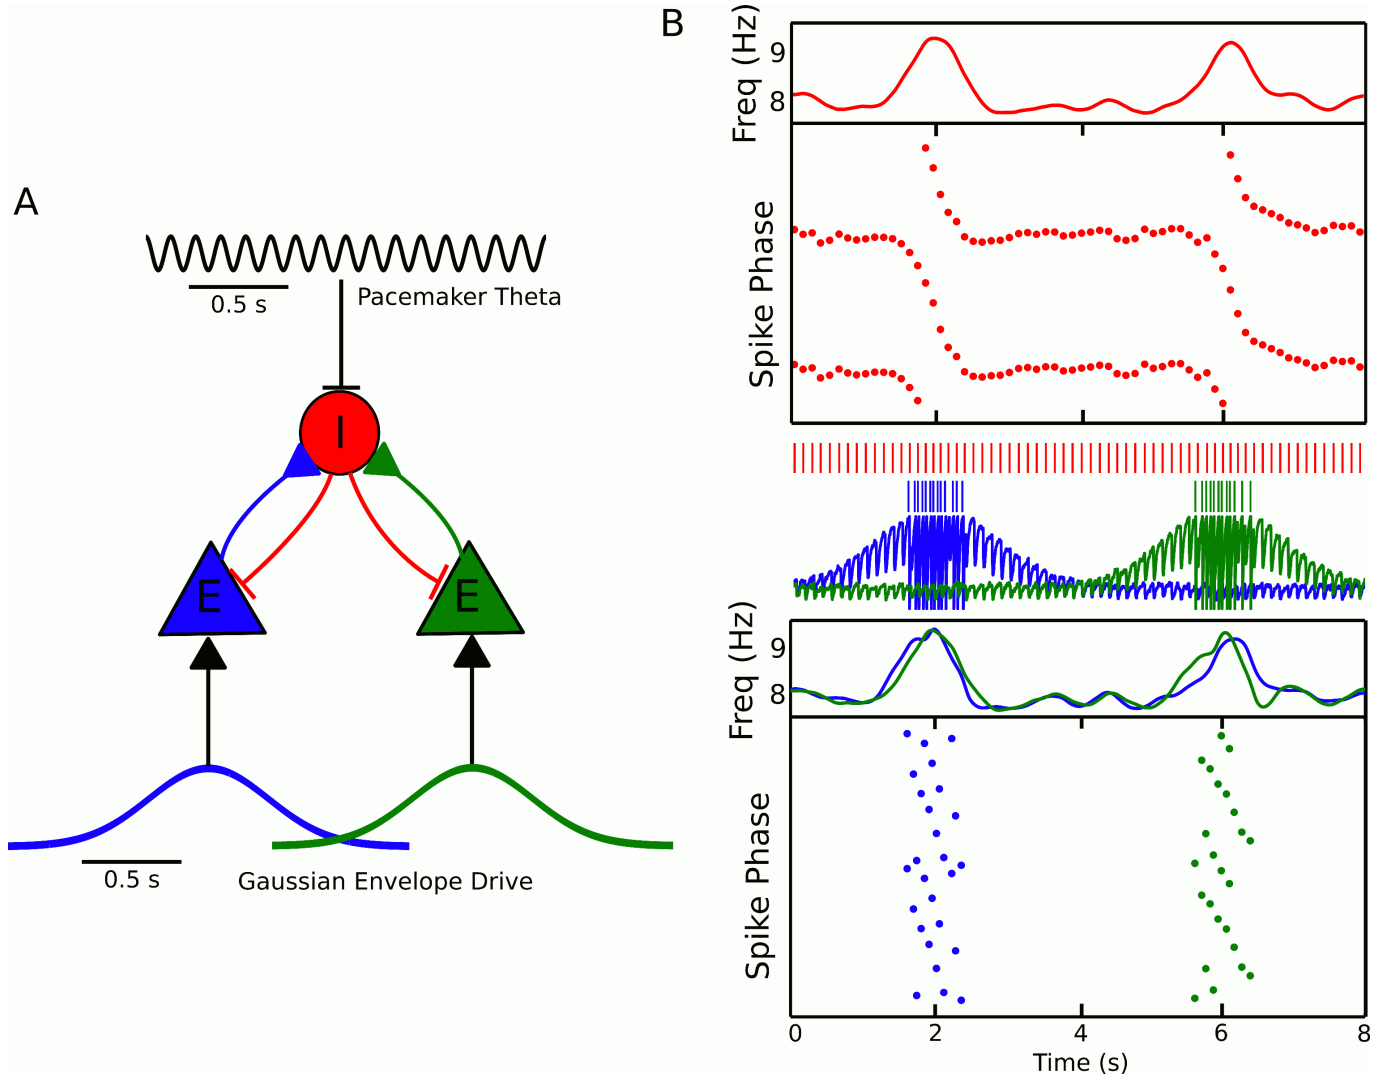 A
0.5 s
Pacemaker Theta
I
E
E
0.5 s
Gaussian Envelope Drive
B
Freq (Hz)
9
8
Spike Phase
Freq (Hz)
9
8
Spike Phase
0 2 4 6 8
Time (s)